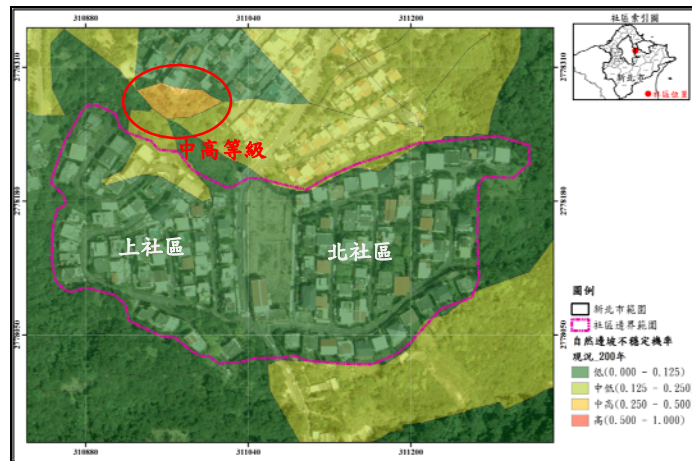 310880
311040
311200
2778310
2778180
2778050
中高等級
上社區
北社區
社區索引圖
新北市
社區位置
圖例
新北市範圍
社區邊界範圍
自然邊坡不穩定機率
現況_200年
低(0.000 - 0.125)
中低(0.125 - 0.250)
中高(0.250 - 0.500)
高(0.500 - 1.000)
310880
311040
311200
2778310
2778180
2778050